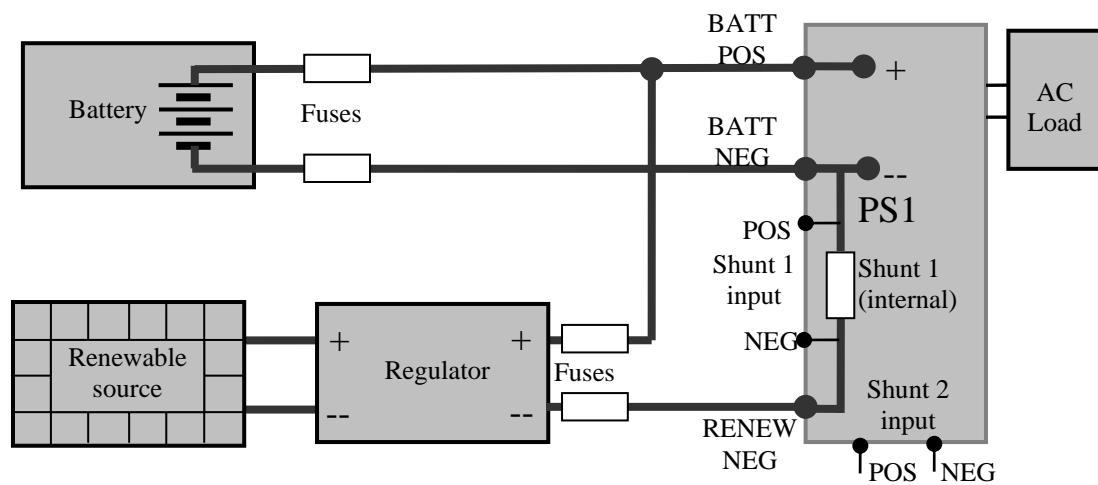 BATT
POS
+
AC
Load
Battery
Fuses
BATT
NEG
--
PS1
POS
Shunt 1
input
Shunt 1
(internal)
NEG
Renewable
source
+
--
Regulator
+
--
Fuses
Shunt 2
input
RENEW
NEG
POS
NEG